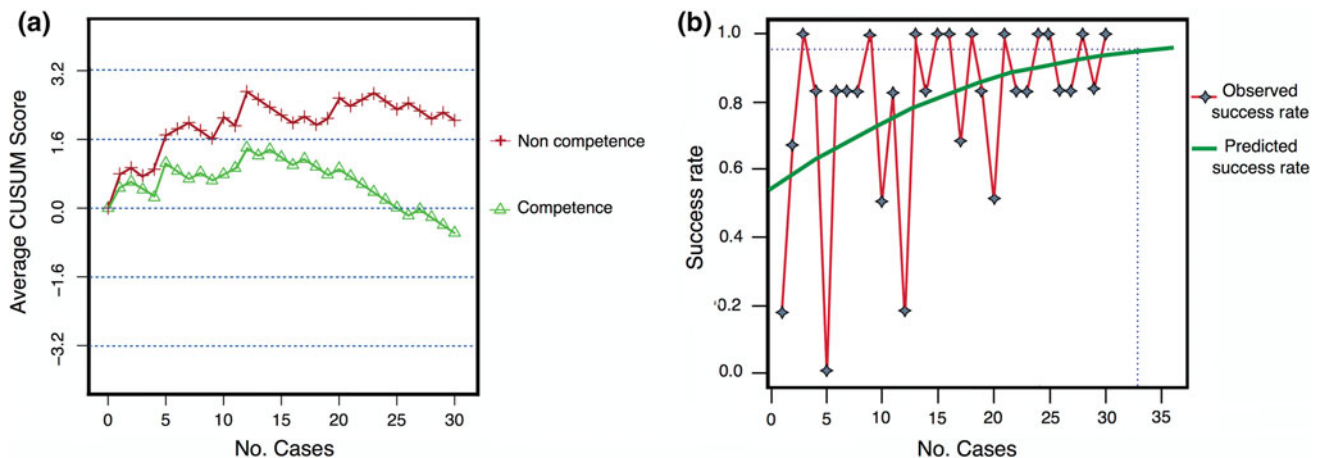 (a)
Average CUSUM Score
3.2
1.6
0.0
−1.6
−3.2
0 5 10 15 20 25 30
No. Cases
Non competence
Competence
(b)
Success rate
1.0
0.8
0.6
0.4
0.2
0.0
0 5 10 15 20 25 30 35
No. Cases
Observed
success rate
Predicted
success rate